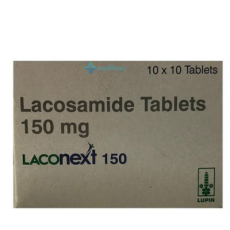 10 x 10 Tablets
Lacosamide Tablets
150 mg
LACONEXT 150
LUPIN